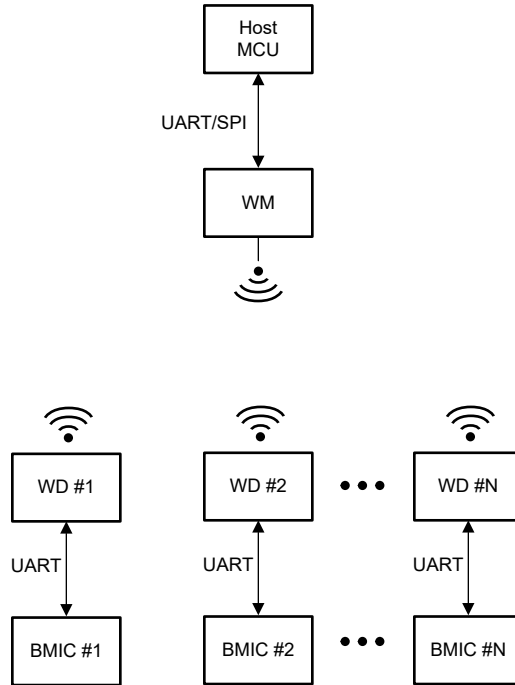 Host
MCU
UART/SPI
WM
WD #1
WD #2
WD #N
UART
UART
UART
BMIC #1
BMIC #2
BMIC #N